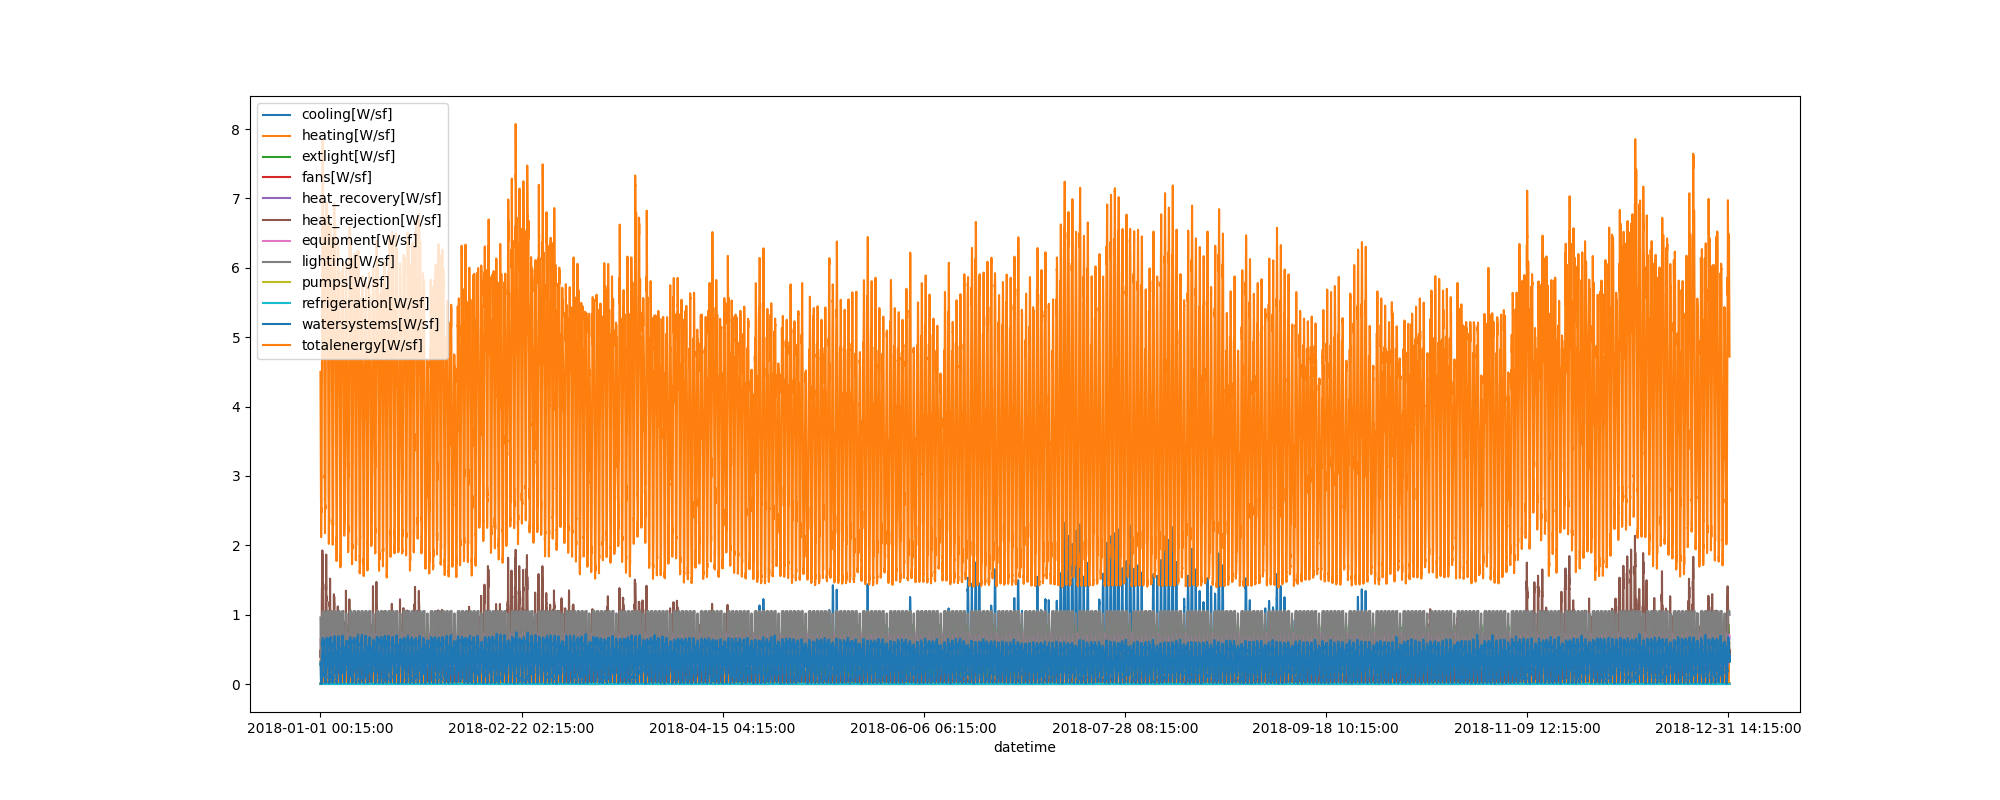 cooling[W/sf]
heating[W/sf]
extlight[W/sf]
fans[W/sf]
heat_recovery[W/sf]
heat_rejection[W/sf]
equipment[W/sf]
lighting[W/sf]
pumps[W/sf]
refrigeration[W/sf]
watersystems[W/sf]
totalenergy[W/sf]
8
7
6
5
4
3
2
1
0
2018-01-01 00:15:00 2018-02-22 02:15:00 2018-04-15 04:15:00 2018-06-06 06:15:00 2018-07-28 08:15:00 2018-09-18 10:15:00 2018-11-09 12:15:00 2018-12-31 14:15:00
datetime